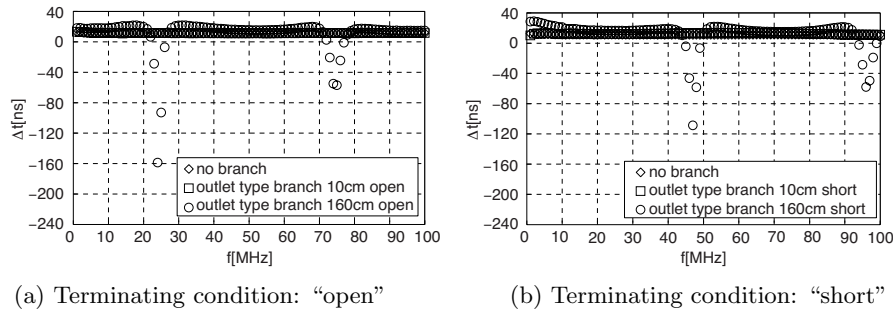 40
0
−40
−80
−120
−160
−200
−240
Δt[ns]
no branch
outlet type branch 10cm open
outlet type branch 160cm open
0 10 20 30 40 50 60 70 80 90 100
f[MHz]
(a) Terminating condition: “open”
40
0
−40
−80
−120
−160
−200
−240
Δt[ns]
no branch
outlet type branch 10cm short
outlet type branch 160cm short
0 10 20 30 40 50 60 70 80 90 100
f[MHz]
(b) Terminating condition: “short”